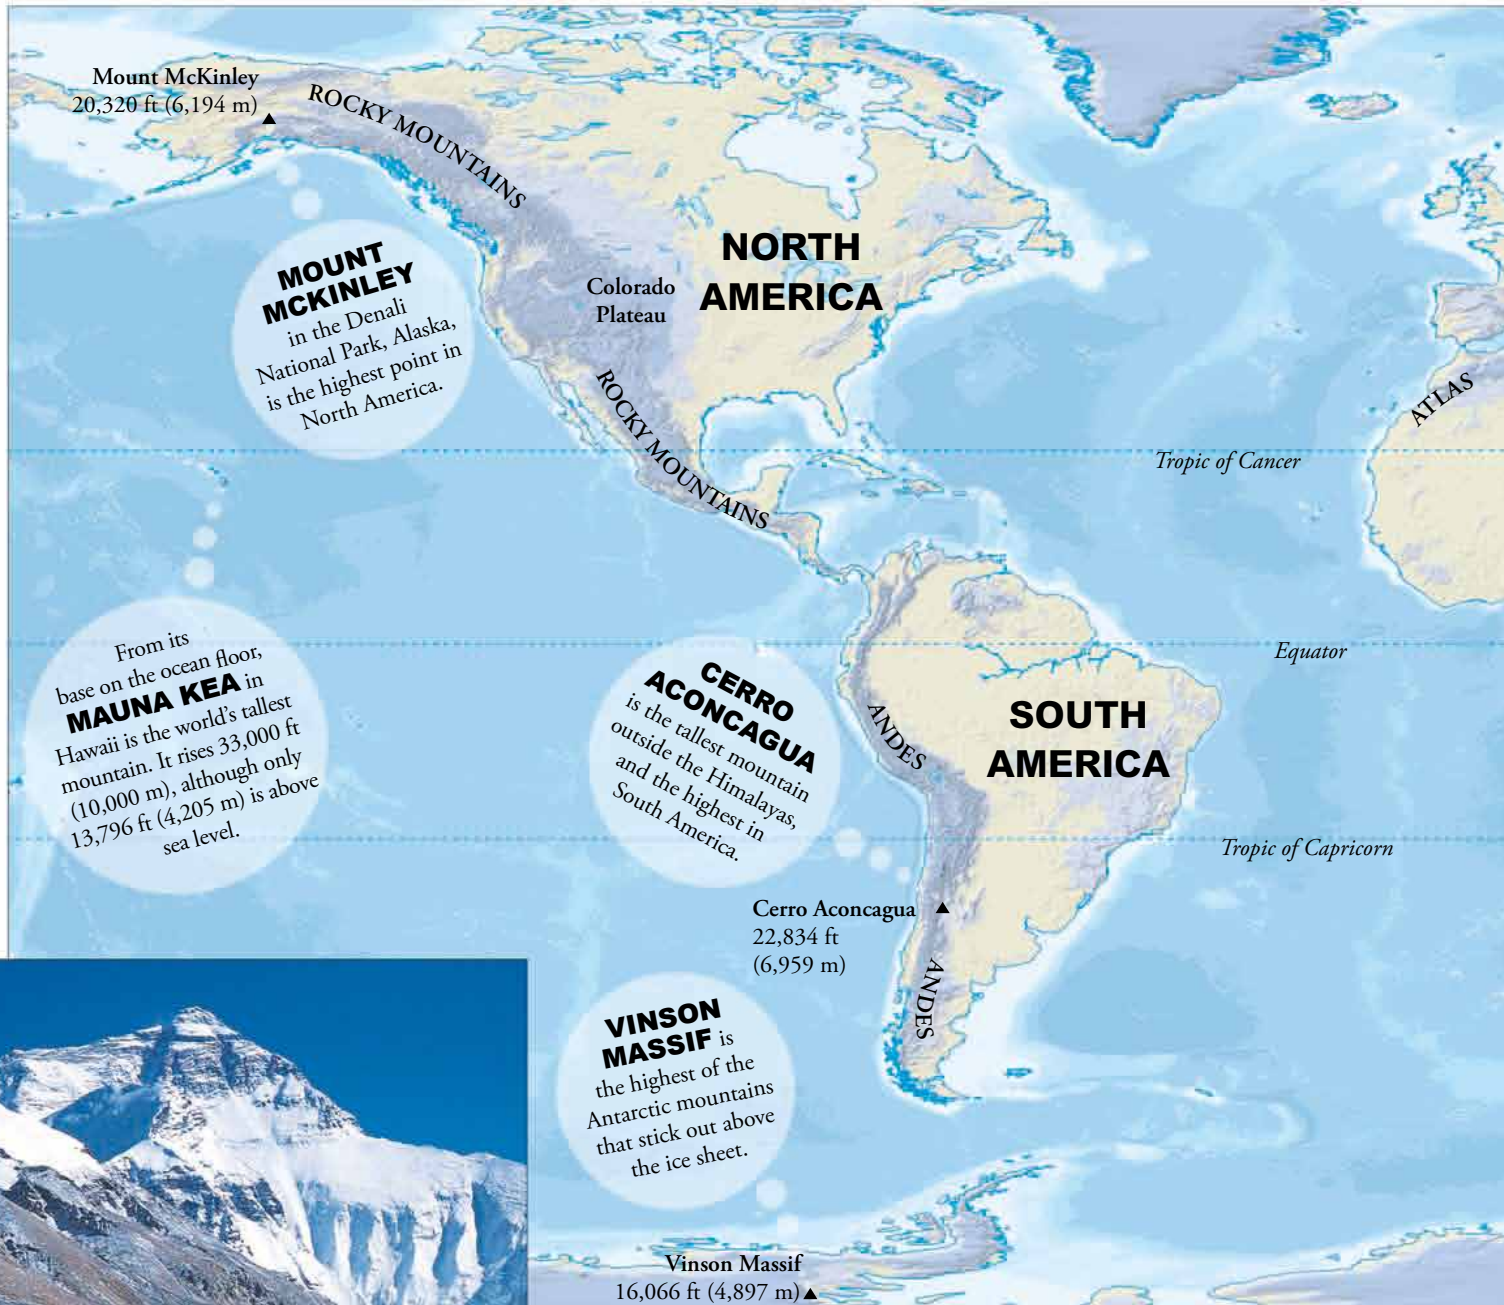 Mount McKinley
20,320 ft (6,194 m)
ROCKY MOUNTAINS
NORTH
AMERICA
MOUNT
MCKINLEY
in the Denali
National Park, Alaska,
is the highest point in
North America.
Colorado
Plateau
ROCKY MOUNTAINS
ATLAS
Tropic of Cancer
From its
base on the ocean floor,
MAUNA KEA in
Hawaii is the world's tallest
mountain. It rises 33,000 ft
(10,000 m), although only
13,796 ft (4,205 m) is above
sea level.
Equator
CERRO
ACONCAGUA
is the tallest mountain
outside the Himalayas,
and the highest in
South America.
ANDES
SOUTH
AMERICA
Tropic of Capricorn
Cerro Aconcagua
22,834 ft
(6,959 m)
ANDES
VINSON
MASSIF is
the highest of the
Antarctic mountains
that stick out above
the ice sheet.
Vinson Massif
16,066 ft (4,897 m)